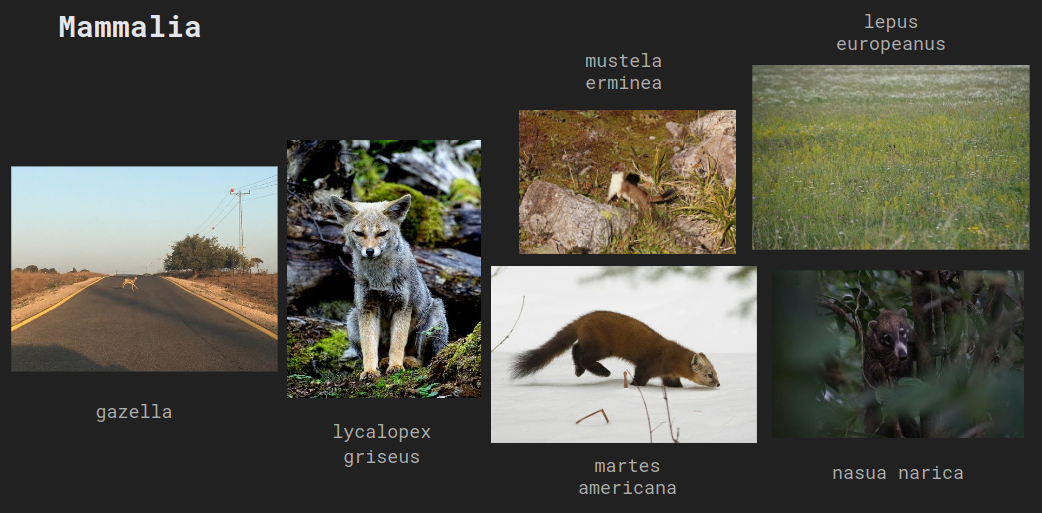 Mammalia
lepus
europeanus
mustela
erminea
gazella
lycalopex
griseus
martes
americana
nasua narica